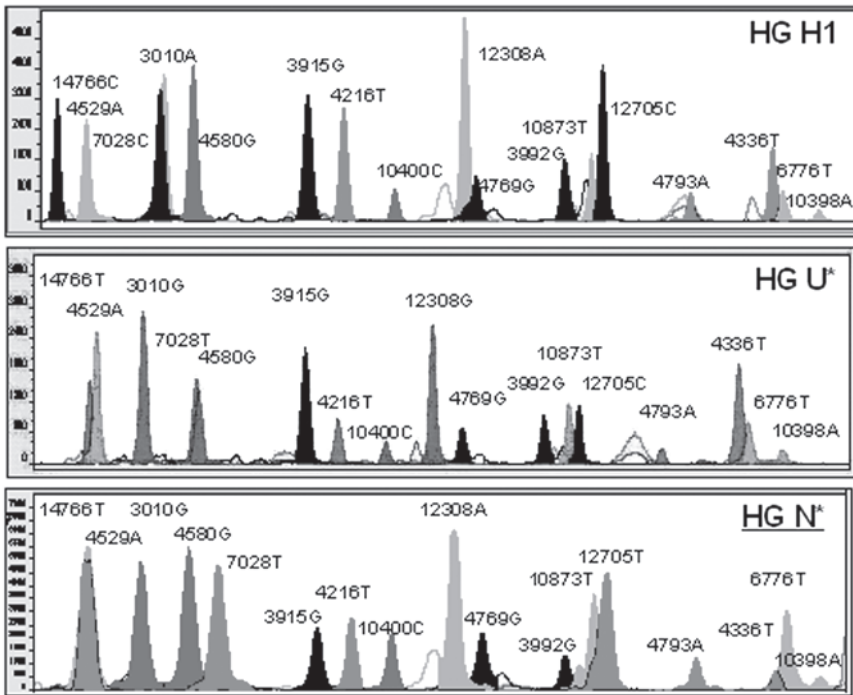 HG H1
12308A
3010A
3915G
14766C
4216T
12705C
4529A
10873T
7028C
4580G
3992G
4336T
10400C
4769G
4793A
6776T
10398A
HG U*
14766T
3010G
3915G
12308G
4529A
10873T
4336T
7028T
4580G
3992G
12705C
4216T
4769G
4793A
6776T
10400C
10398A
HG N*
14766T
3010G
12308A
4529A
4580G
7028T
12705T
10873T
6776T
4216T
3915G
10400C
4769G
3992G
4793A
4336T
10398A